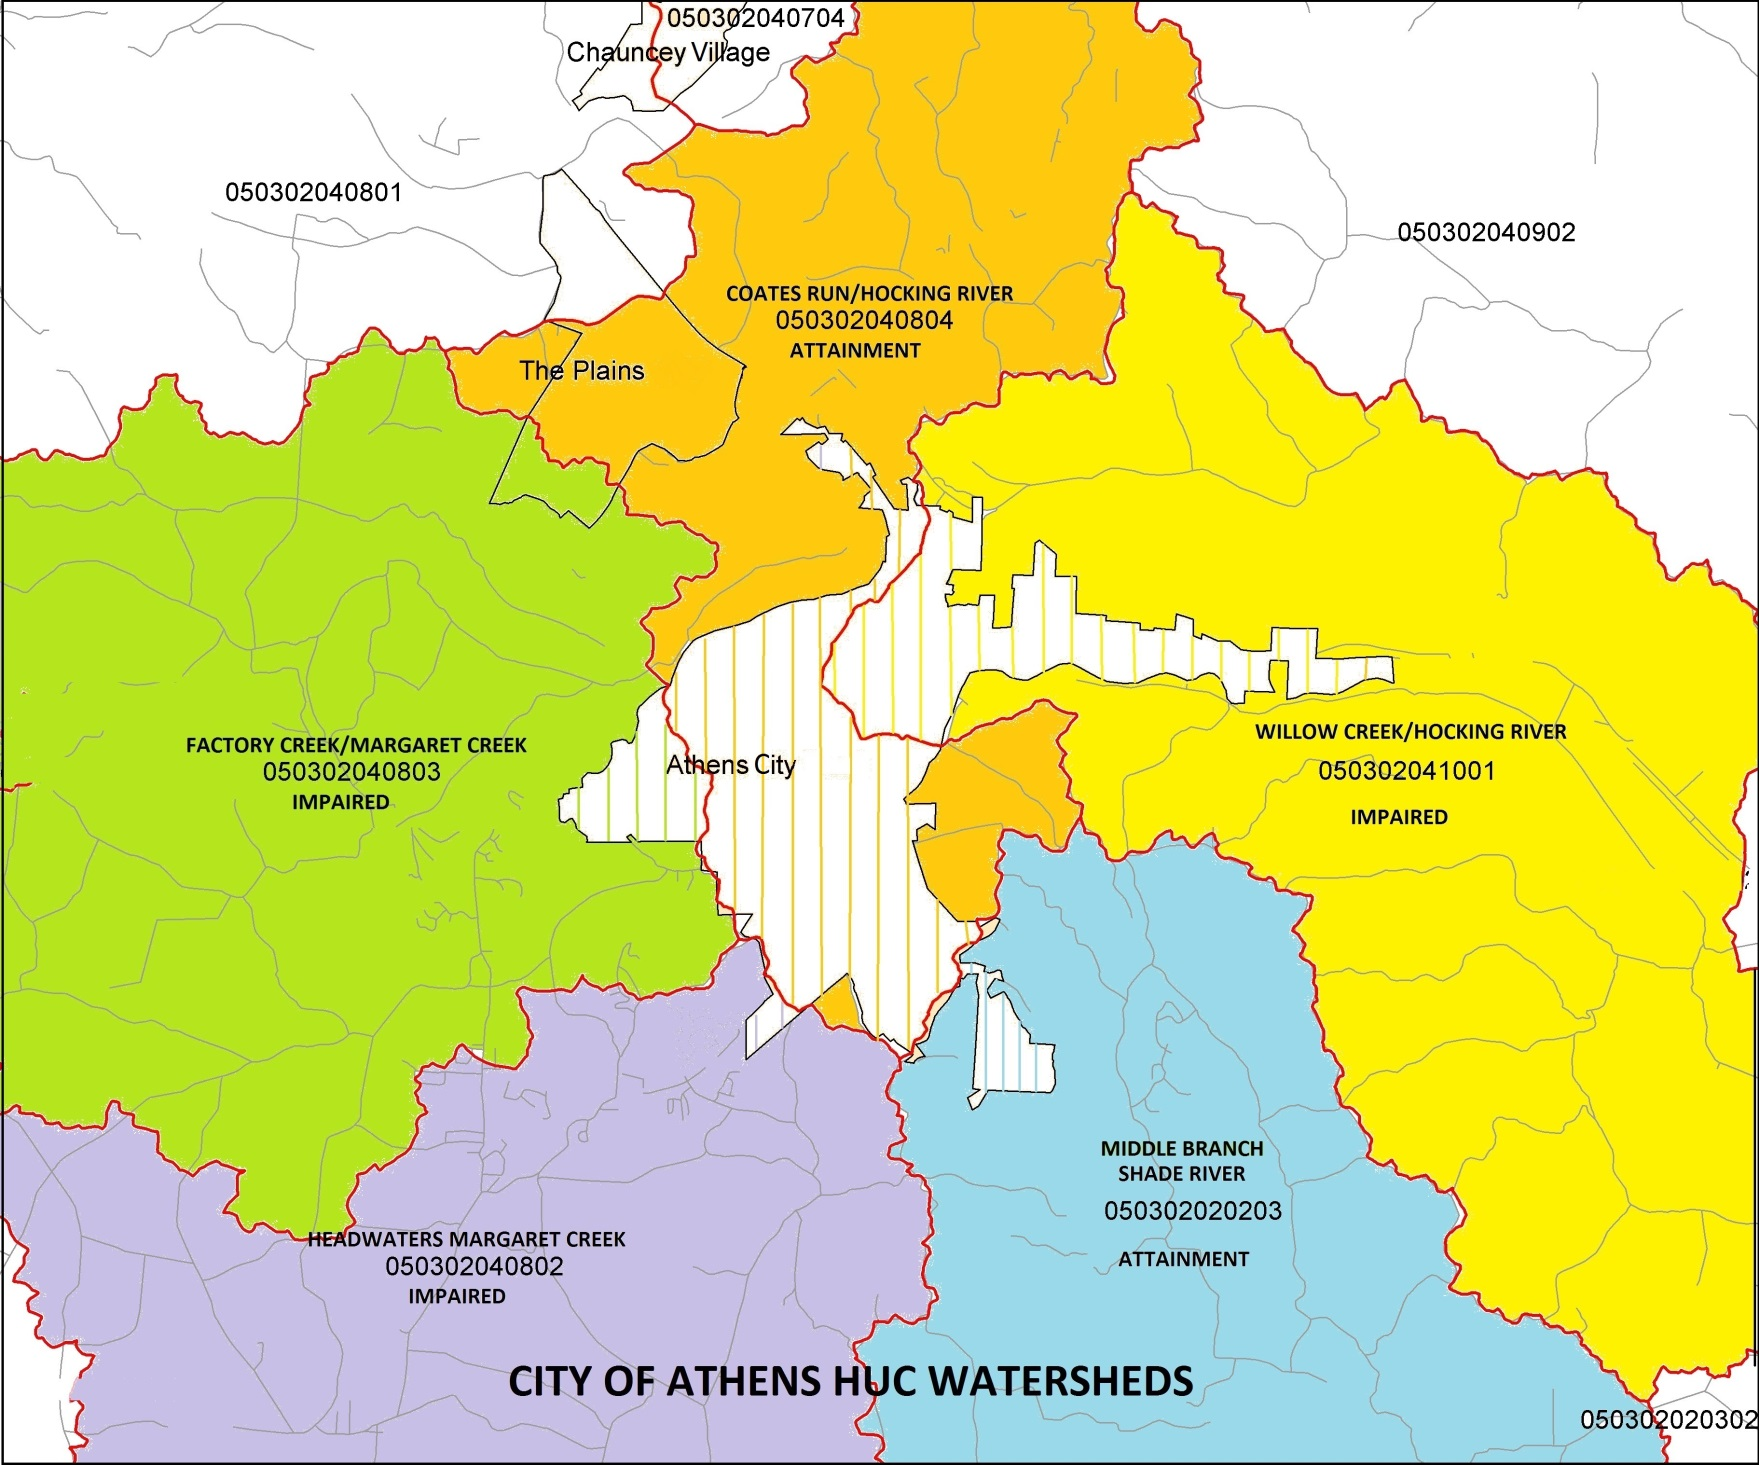 050302040704
Chauncey Village
050302040801
050302040902
COATES RUN/HOCKING RIVER
050302040804
ATTAINMENT
The Plains
WILLOW CREEK/HOCKING RIVER
050302041001
IMPAIRED
FACTORY CREEK/MARGARET CREEK
050302040803
IMPAIRED
Athens City
MIDDLE BRANCH
SHADE RIVER
050302020203
ATTAINMENT
HEADWATERS MARGARET CREEK
050302040802
IMPAIRED
CITY OF ATHENS HUC WATERSHEDS
050302020302